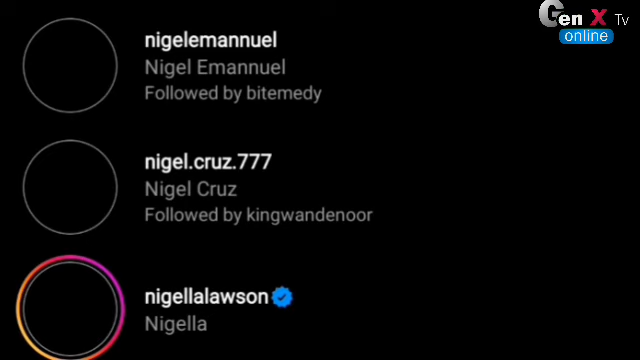 Gen X Tv
online
nigelemannuel
Nigel Emannuel
Followed by bitemedy
nigel.cruz.777
Nigel Cruz
Followed by kingwandenoor
nigellalawson
Nigella